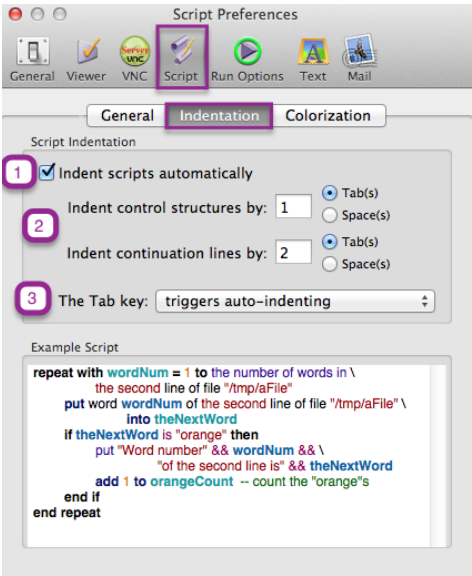 Script Preferences
Server
VNC
A
General Viewer VNC Script Run Options Text Mail
General Indentation Colorization
Script Indentation
1 Indent scripts automatically
Indent control structures by: 1 Tab(s)
Space(s)
2
Indent continuation lines by: 2 Tab(s)
Space(s)
3 The Tab key: triggers auto-indenting
Example Script
repeat with wordNum = 1 to the number of words in \
the second line of file "/tmp/aFile"
put word wordNum of the second line of file "/tmp/aFile" \
into theNextWord
if theNextWord is "orange" then
put "Word number" && wordNum && \
"of the second line is" && theNextWord
add 1 to orangeCount -- count the "orange"s
end if
end repeat